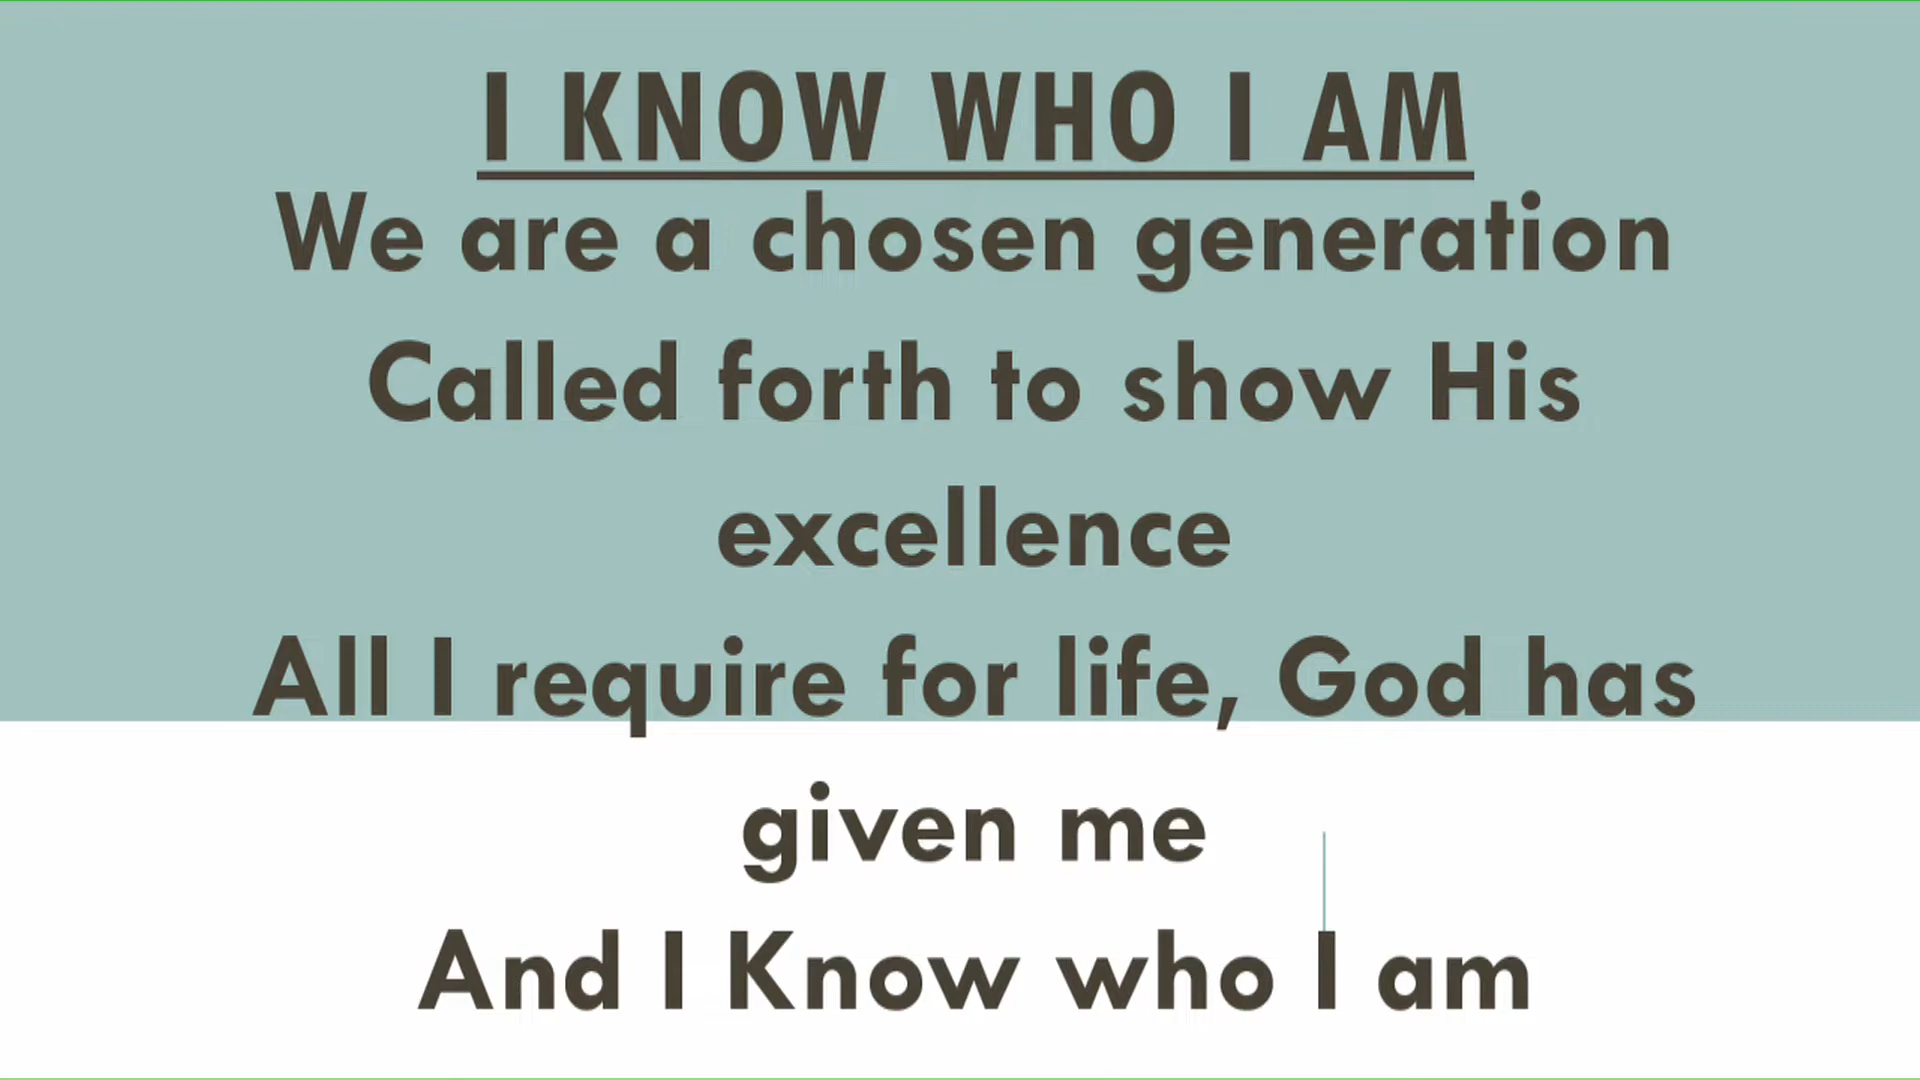 I KNOW WHO I AM
We are a chosen generation
Called forth to show His
excellence
All I require for life, God has
given me
And I Know who I am